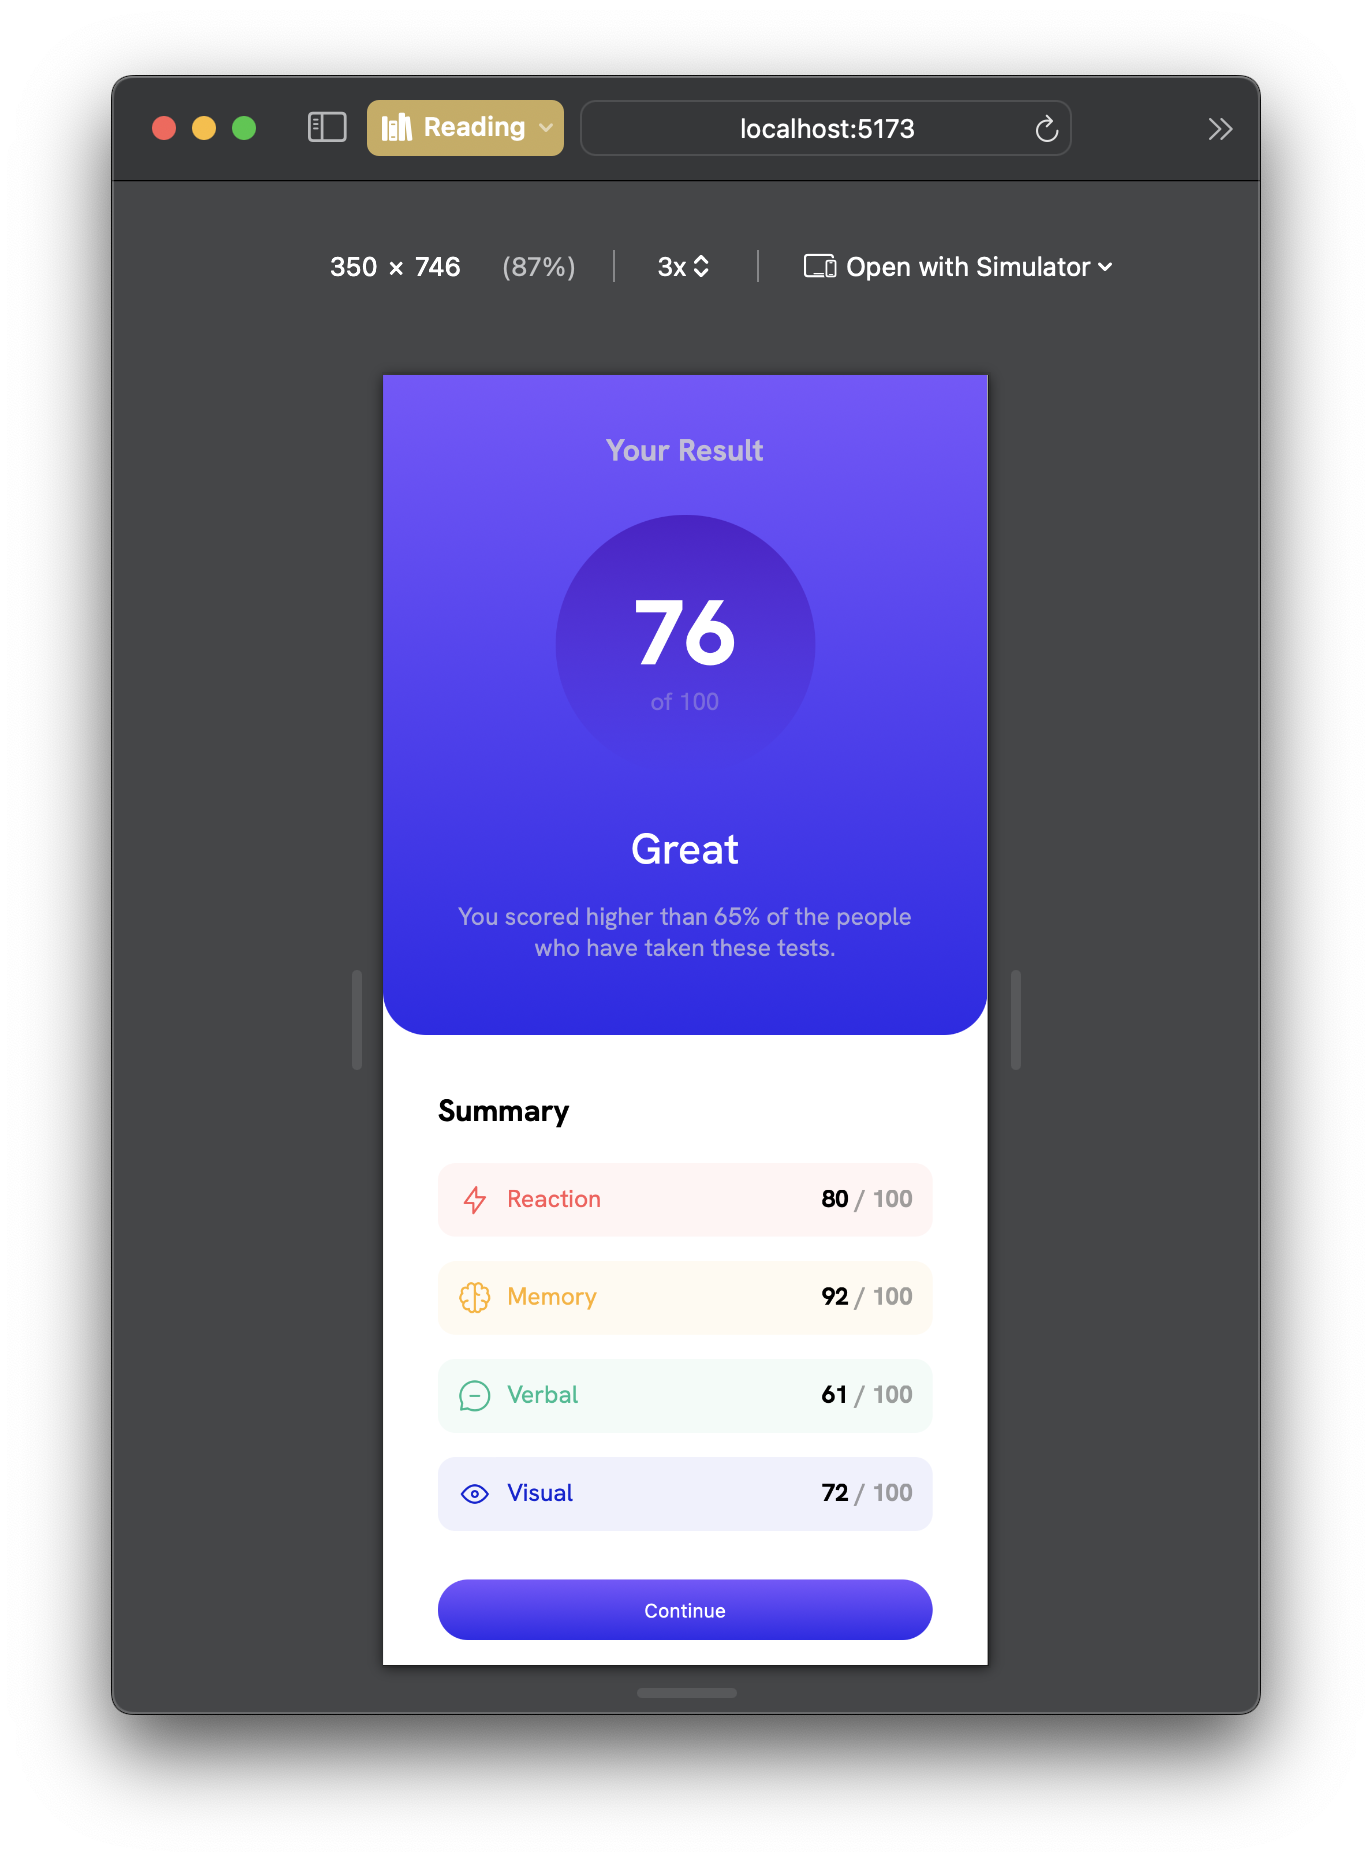 Reading
localhost:5173
350 × 746 (87%) 3x Open with Simulator
Your Result
76
of 100
Great
You scored higher than 65% of the people
who have taken these tests.
Summary
Reaction 80 / 100
Memory 92 / 100
Verbal 61 / 100
Visual 72 / 100
Continue